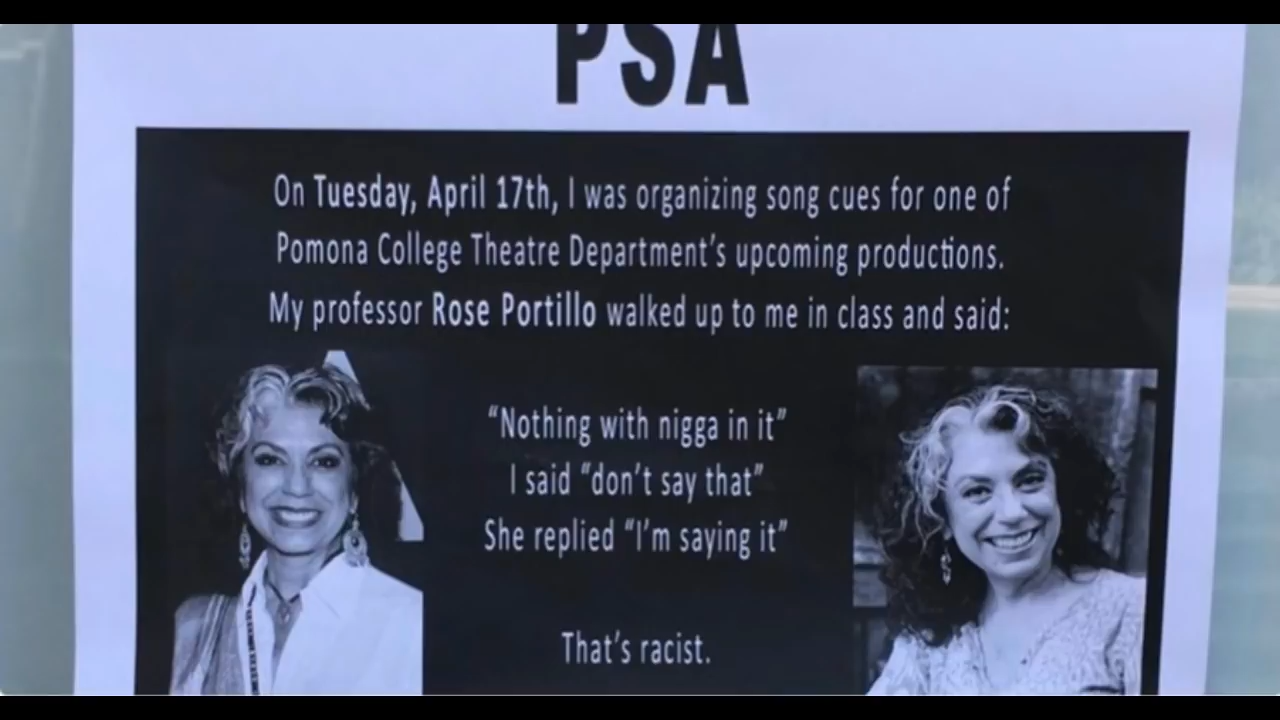 PSA
On Tuesday, April 17th, I was organizing song cues for one of
Pomona College Theatre Department's upcoming productions.
My professor Rose Portillo walked up to me in class and said:
“Nothing with nigga in it”
I said “don't say that”
She replied “I'm saying it”
That's racist.